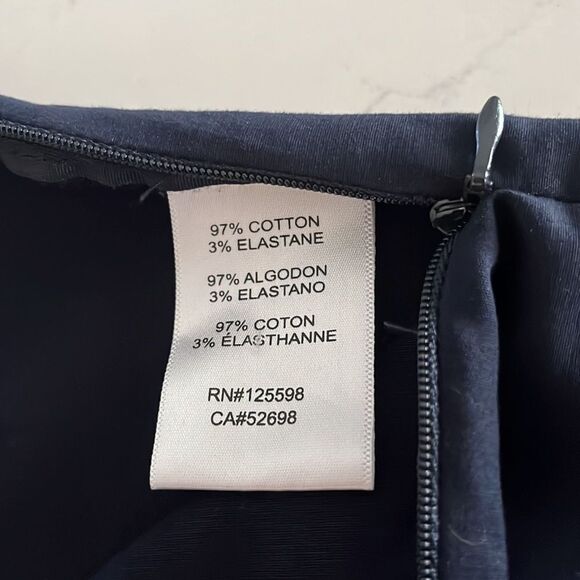 97% COTTON
3% ELASTANE
97% ALGODON
3% ELASTANO
97% COTON
3% ÉLASTHANNE
RN#125598
CA#52698